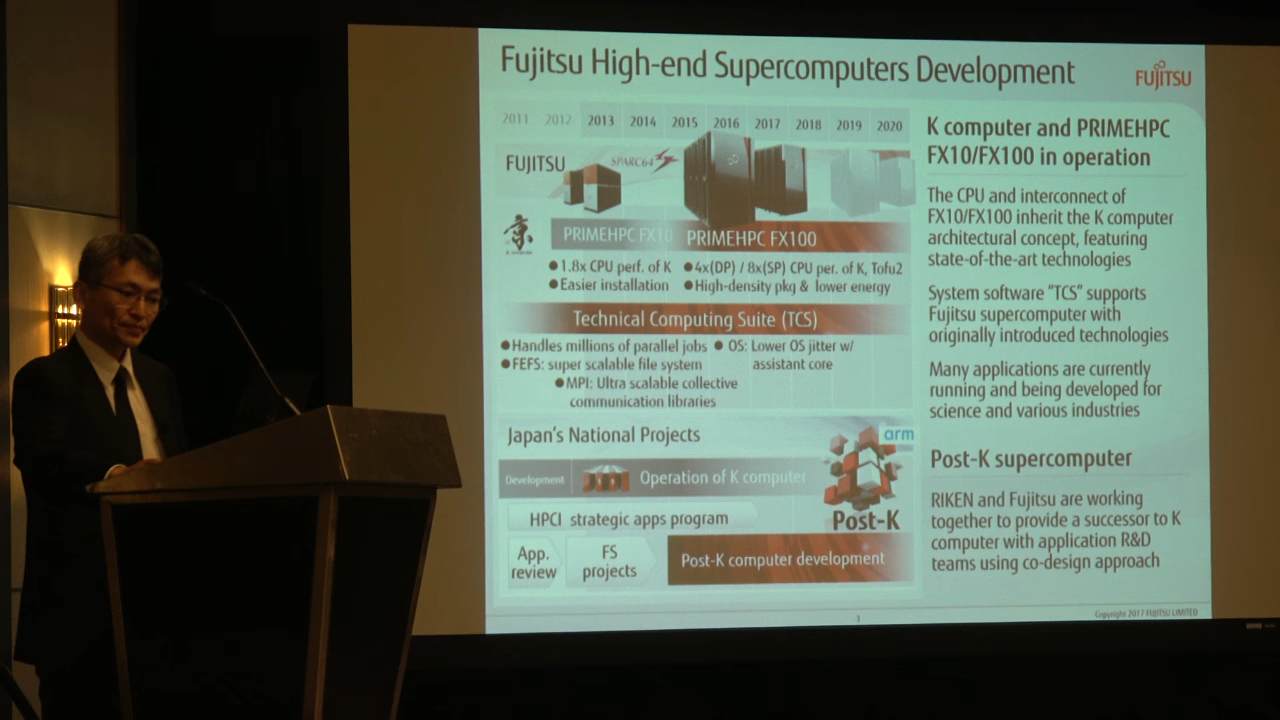 Fujitsu High-end Supercomputers Development
FUJITSU
2011 2012 2013 2014 2015 2016 2017 2018 2019 2020
FUJITSU
SPARC64
京
PRIMEHPC FX10
PRIMEHPC FX100
●1.8x CPU perf. of K
●Easier installation
●4x(DP) / 8x(SP) CPU per. of K, Tofu2
●High-density pkg & lower energy
Technical Computing Suite (TCS)
●Handles millions of parallel jobs
●FEFS: super scalable file system
●MPI: Ultra scalable collective
communication libraries
● OS: Lower OS jitter w/
assistant core
Japan's National Projects
arm
Development
Operation of K computer
Post-K
HPCI strategic apps program
App.
review
FS
projects
Post-K computer development
K computer and PRIMEHPC
FX10/FX100 in operation
The CPU and interconnect of
FX10/FX100 inherit the K computer
architectural concept, featuring
state-of-the-art technologies
System software "TCS" supports
Fujitsu supercomputer with
originally introduced technologies
Many applications are currently
running and being developed for
science and various industries
Post-K supercomputer
RIKEN and Fujitsu are working
together to provide a successor to K
computer with application R&D
teams using co-design approach
3
Copyright 2017 FUJITSU LIMITED